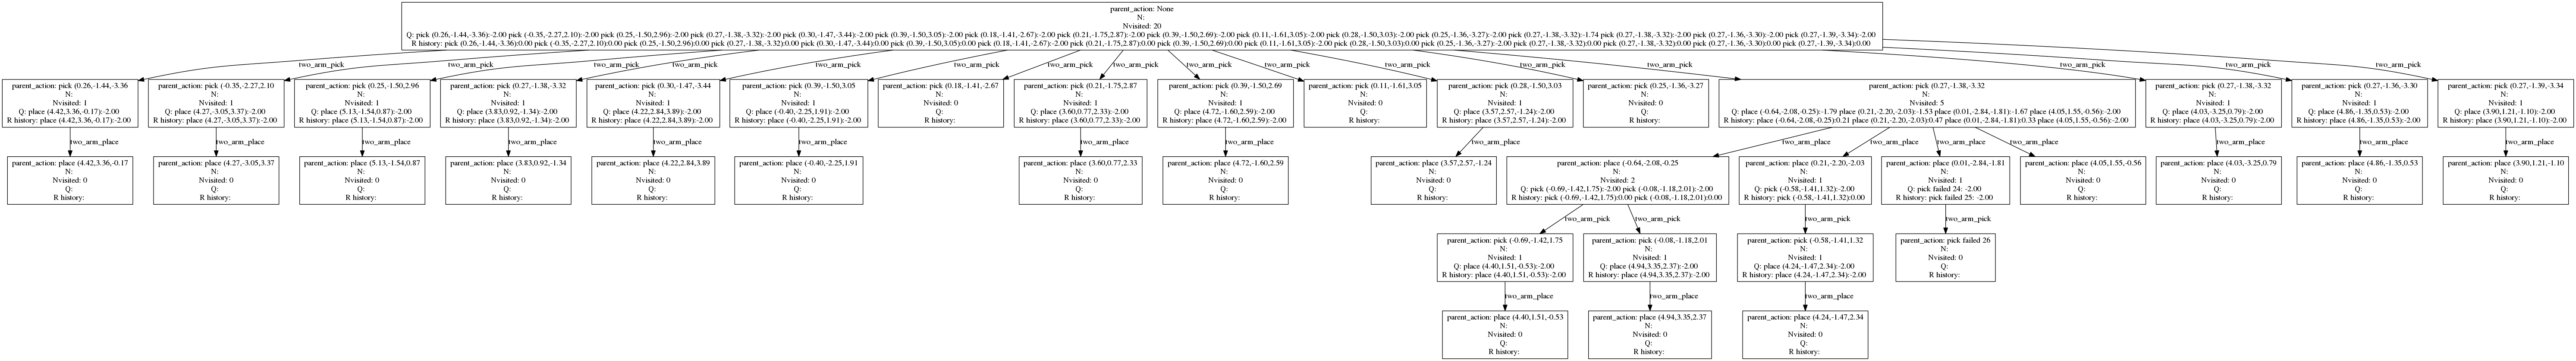 parent_action: None
N:
Nvisited: 20
Q: pick (0.26,-1.44,-3.36):-2.00 pick (-0.35,-2.27,2.10):-2.00 pick (0.25,-1.50,2.96):-2.00 pick (0.27,-1.38,-3.32):-2.00 pick (0.30,-1.47,-3.44):-2.00 pick (0.39,-1.50,3.05):-2.00 pick (0.18,-1.41,-2.67):-2.00 pick (0.21,-1.75,2.87):-2.00 pick (0.39,-1.50,2.69):-2.00 pick (0.11,-1.61,3.05):-2.00 pick (0.28,-1.50,3.03):-2.00 pick (0.25,-1.36,-3.27):-2.00 pick (0.27,-1.38,-3.32):-1.74 pick (0.27,-1.38,-3.32):-2.00 pick (0.27,-1.36,-3.30):-2.00 pick (0.27,-1.39,-3.34):-2.00
R history: pick (0.26,-1.44,-3.36):0.00 pick (-0.35,-2.27,2.10):0.00 pick (0.25,-1.50,2.96):0.00 pick (0.27,-1.38,-3.32):0.00 pick (0.30,-1.47,-3.44):0.00 pick (0.39,-1.50,3.05):0.00 pick (0.18,-1.41,-2.67):-2.00 pick (0.21,-1.75,2.87):0.00 pick (0.39,-1.50,2.69):0.00 pick (0.11,-1.61,3.05):-2.00 pick (0.28,-1.50,3.03):0.00 pick (0.25,-1.36,-3.27):-2.00 pick (0.27,-1.38,-3.32):0.00 pick (0.27,-1.38,-3.32):0.00 pick (0.27,-1.36,-3.30):0.00 pick (0.27,-1.39,-3.34):0.00
two_arm_pick two_arm_pick two_arm_pick two_arm_pick two_arm_pick two_arm_pick two_arm_pick two_arm_pick two_arm_pick two_arm_pick two_arm_pick two_arm_pick two_arm_pick two_arm_pick two_arm_pick two_arm_pick
parent_action: pick (0.26,-1.44,-3.36
N:
Nvisited: 1
Q: place (4.42,3.36,-0.17):-2.00
R history: place (4.42,3.36,-0.17):-2.00
parent_action: pick (-0.35,-2.27,2.10
N:
Nvisited: 1
Q: place (4.27,-3.05,3.37):-2.00
R history: place (4.27,-3.05,3.37):-2.00
parent_action: pick (0.25,-1.50,2.96
N:
Nvisited: 1
Q: place (5.13,-1.54,0.87):-2.00
R history: place (5.13,-1.54,0.87):-2.00
parent_action: pick (0.27,-1.38,-3.32
N:
Nvisited: 1
Q: place (3.83,0.92,-1.34):-2.00
R history: place (3.83,0.92,-1.34):-2.00
parent_action: pick (0.30,-1.47,-3.44
N:
Nvisited: 1
Q: place (4.22,2.84,3.89):-2.00
R history: place (4.22,2.84,3.89):-2.00
parent_action: pick (0.39,-1.50,3.05
N:
Nvisited: 1
Q: place (-0.40,-2.25,1.91):-2.00
R history: place (-0.40,-2.25,1.91):-2.00
parent_action: pick (0.18,-1.41,-2.67
N:
Nvisited: 0
Q:
R history:
parent_action: pick (0.21,-1.75,2.87
N:
Nvisited: 1
Q: place (3.60,0.77,2.33):-2.00
R history: place (3.60,0.77,2.33):-2.00
parent_action: pick (0.39,-1.50,2.69
N:
Nvisited: 1
Q: place (4.72,-1.60,2.59):-2.00
R history: place (4.72,-1.60,2.59):-2.00
parent_action: pick (0.11,-1.61,3.05
N:
Nvisited: 0
Q:
R history:
parent_action: pick (0.28,-1.50,3.03
N:
Nvisited: 1
Q: place (3.57,2.57,-1.24):-2.00
R history: place (3.57,2.57,-1.24):-2.00
parent_action: pick (0.25,-1.36,-3.27
N:
Nvisited: 0
Q:
R history:
parent_action: pick (0.27,-1.38,-3.32
N:
Nvisited: 5
Q: place (-0.64,-2.08,-0.25):-1.79 place (0.21,-2.20,-2.03):-1.53 place (0.01,-2.84,-1.81):-1.67 place (4.05,1.55,-0.56):-2.00
R history: place (-0.64,-2.08,-0.25):0.21 place (0.21,-2.20,-2.03):0.47 place (0.01,-2.84,-1.81):0.33 place (4.05,1.55,-0.56):-2.00
parent_action: pick (0.27,-1.38,-3.32
N:
Nvisited: 1
Q: place (4.03,-3.25,0.79):-2.00
R history: place (4.03,-3.25,0.79):-2.00
parent_action: pick (0.27,-1.36,-3.30
N:
Nvisited: 1
Q: place (4.86,-1.35,0.53):-2.00
R history: place (4.86,-1.35,0.53):-2.00
parent_action: pick (0.27,-1.39,-3.34
N:
Nvisited: 1
Q: place (3.90,1.21,-1.10):-2.00
R history: place (3.90,1.21,-1.10):-2.00
two_arm_place two_arm_place two_arm_place two_arm_place two_arm_place two_arm_place two_arm_place two_arm_place two_arm_place two_arm_place two_arm_place two_arm_place two_arm_place two_arm_place two_arm_place two_arm_place
parent_action: place (4.42,3.36,-0.17
N:
Nvisited: 0
Q:
R history:
parent_action: place (4.27,-3.05,3.37
N:
Nvisited: 0
Q:
R history:
parent_action: place (5.13,-1.54,0.87
N:
Nvisited: 0
Q:
R history:
parent_action: place (3.83,0.92,-1.34
N:
Nvisited: 0
Q:
R history:
parent_action: place (4.22,2.84,3.89
N:
Nvisited: 0
Q:
R history:
parent_action: place (-0.40,-2.25,1.91
N:
Nvisited: 0
Q:
R history:
parent_action: place (3.60,0.77,2.33
N:
Nvisited: 0
Q:
R history:
parent_action: place (4.72,-1.60,2.59
N:
Nvisited: 0
Q:
R history:
parent_action: place (3.57,2.57,-1.24
N:
Nvisited: 0
Q:
R history:
parent_action: place (-0.64,-2.08,-0.25
N:
Nvisited: 2
Q: pick (-0.69,-1.42,1.75):-2.00 pick (-0.08,-1.18,2.01):-2.00
R history: pick (-0.69,-1.42,1.75):0.00 pick (-0.08,-1.18,2.01):0.00
parent_action: place (0.21,-2.20,-2.03
N:
Nvisited: 1
Q: pick (-0.58,-1.41,1.32):-2.00
R history: pick (-0.58,-1.41,1.32):0.00
parent_action: place (0.01,-2.84,-1.81
N:
Nvisited: 1
Q: pick failed 24: -2.00
R history: pick failed 25: -2.00
parent_action: place (4.05,1.55,-0.56
N:
Nvisited: 0
Q:
R history:
parent_action: place (4.03,-3.25,0.79
N:
Nvisited: 0
Q:
R history:
parent_action: place (4.86,-1.35,0.53
N:
Nvisited: 0
Q:
R history:
parent_action: place (3.90,1.21,-1.10
N:
Nvisited: 0
Q:
R history:
two_arm_pick two_arm_pick two_arm_pick two_arm_pick
parent_action: pick (-0.69,-1.42,1.75
N:
Nvisited: 1
Q: place (4.40,1.51,-0.53):-2.00
R history: place (4.40,1.51,-0.53):-2.00
parent_action: pick (-0.08,-1.18,2.01
N:
Nvisited: 1
Q: place (4.94,3.35,2.37):-2.00
R history: place (4.94,3.35,2.37):-2.00
parent_action: pick (-0.58,-1.41,1.32
N:
Nvisited: 1
Q: place (4.24,-1.47,2.34):-2.00
R history: place (4.24,-1.47,2.34):-2.00
parent_action: pick failed 26
N:
Nvisited: 0
Q:
R history:
two_arm_place two_arm_place two_arm_place
parent_action: place (4.40,1.51,-0.53
N:
Nvisited: 0
Q:
R history:
parent_action: place (4.94,3.35,2.37
N:
Nvisited: 0
Q:
R history:
parent_action: place (4.24,-1.47,2.34
N:
Nvisited: 0
Q:
R history: